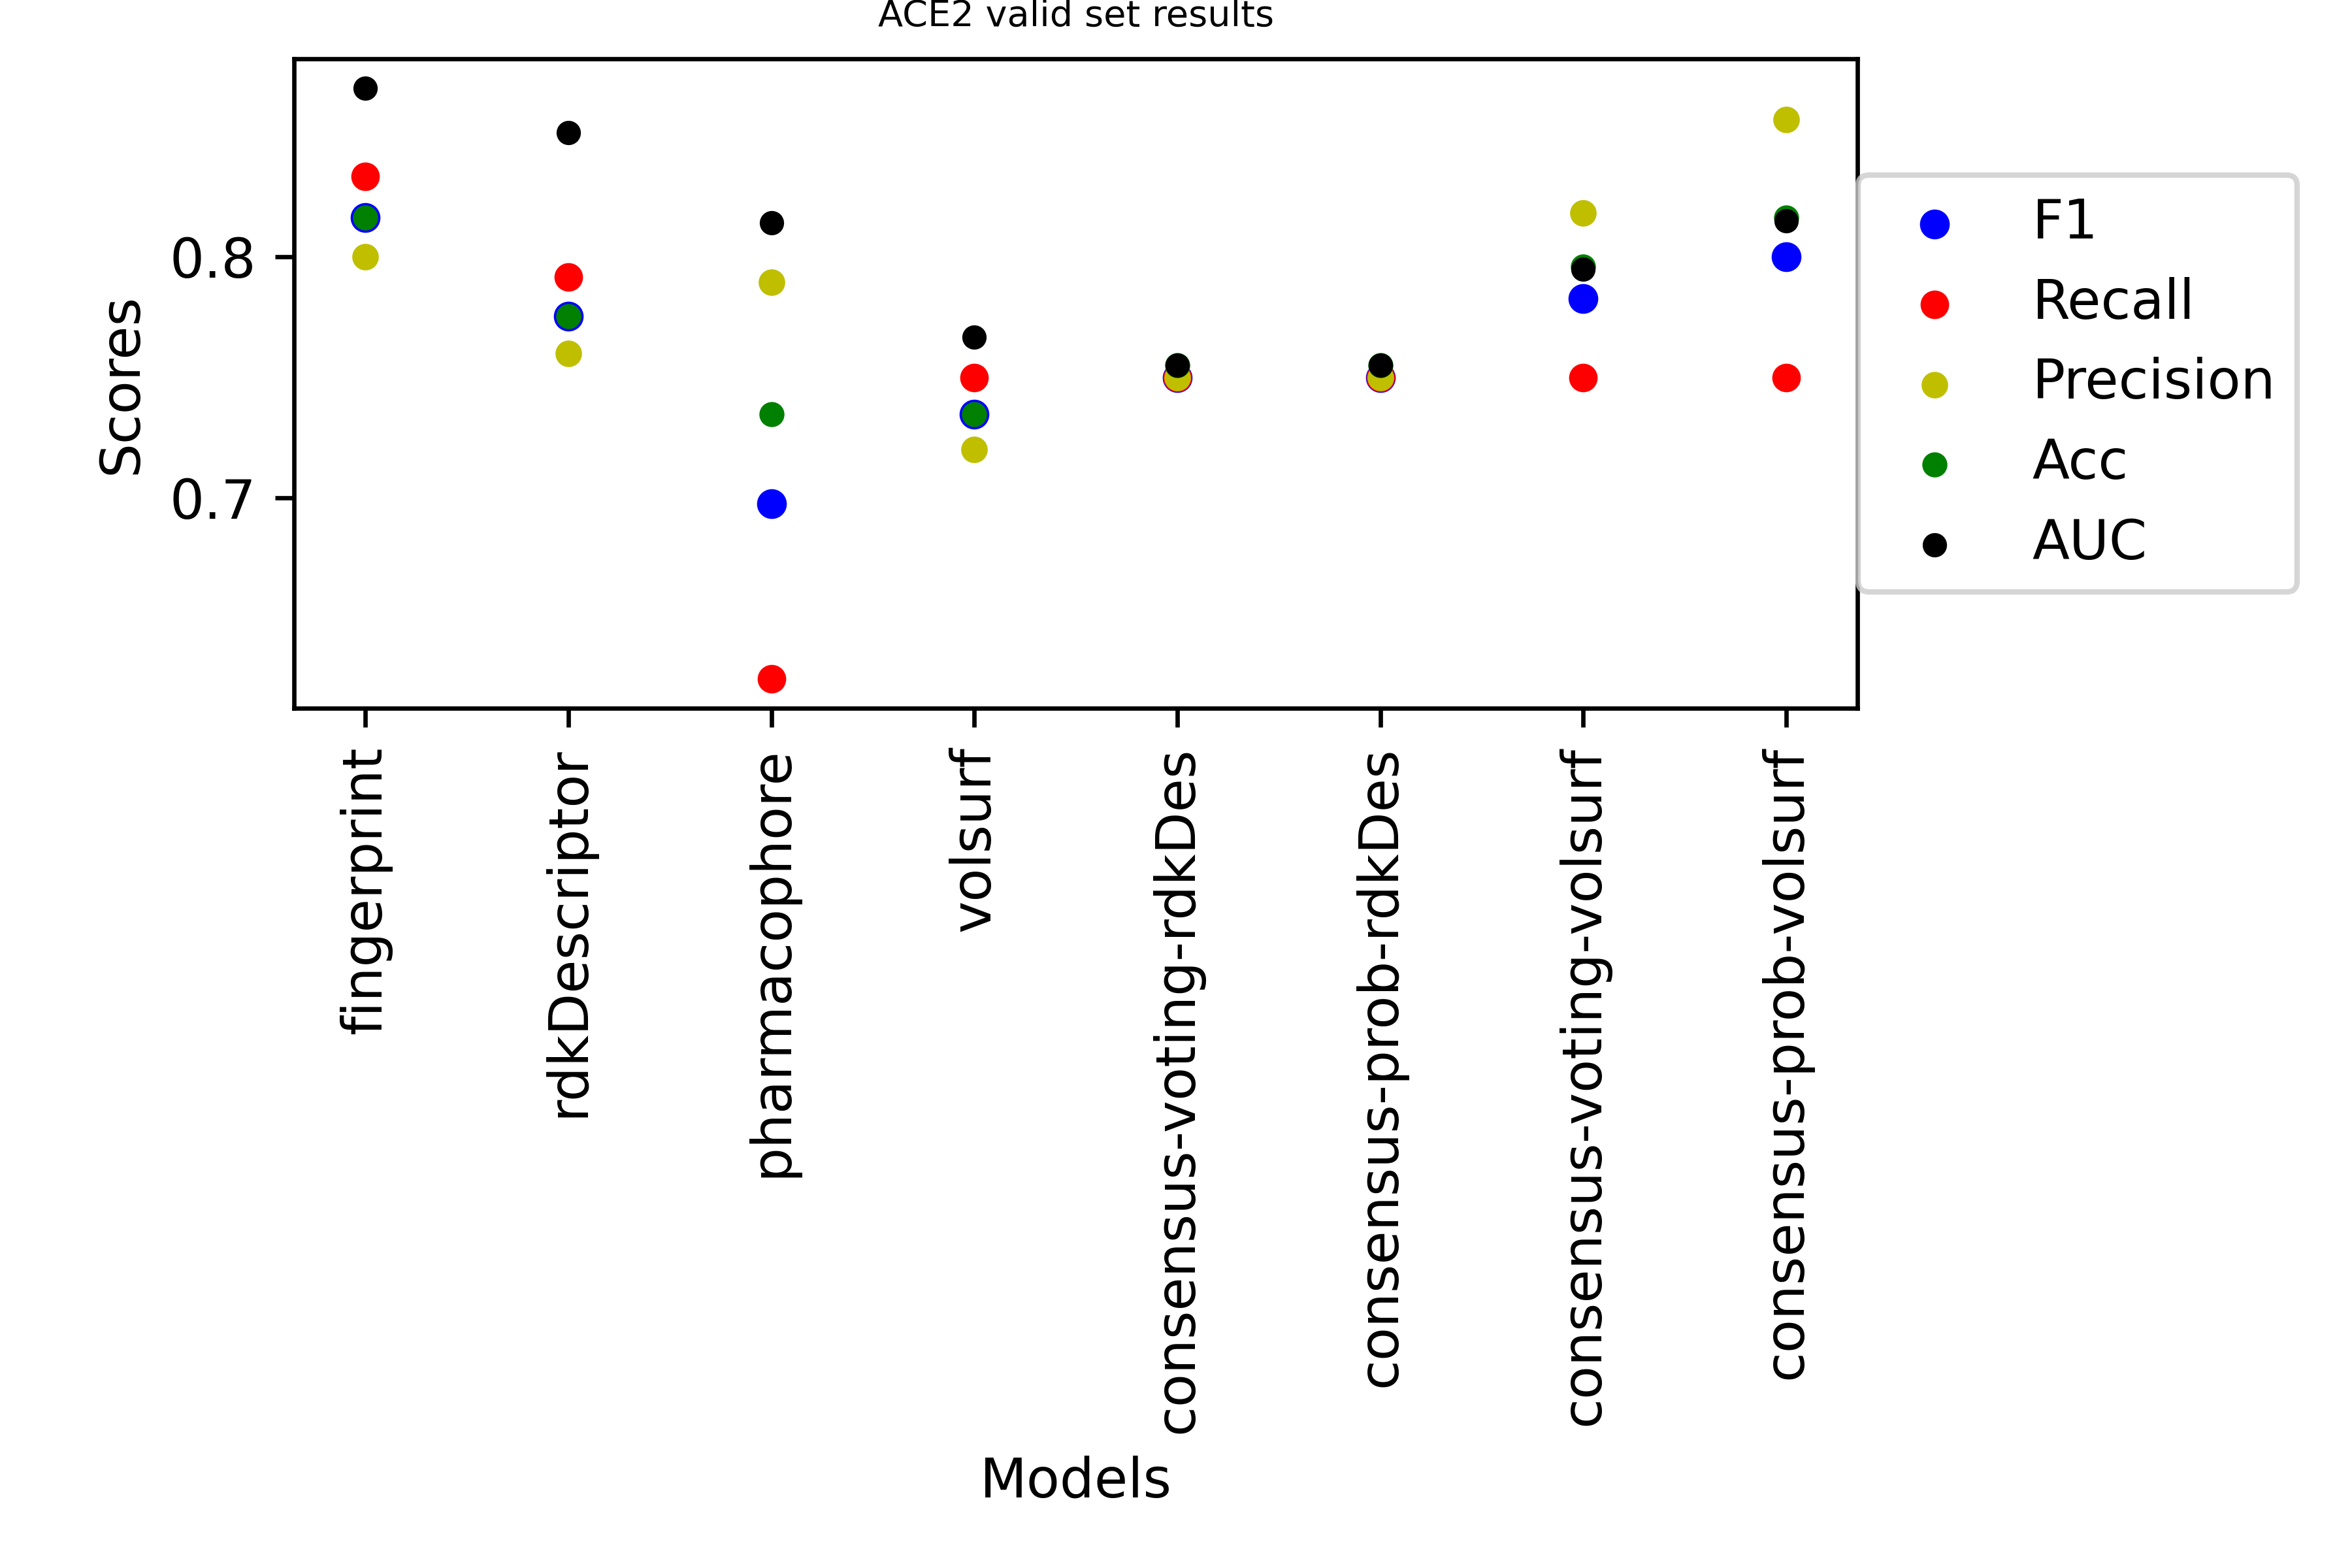 ACE2 valid set results
Scores
0.8
0.7
F1
Recall
Precision
Acc
AUC
fingerprint
rdkDescriptor
pharmacophore
volsurf
consensus-voting-rdkDes
consensus-prob-rdkDes
consensus-voting-volsurf
consensus-prob-volsurf
Models